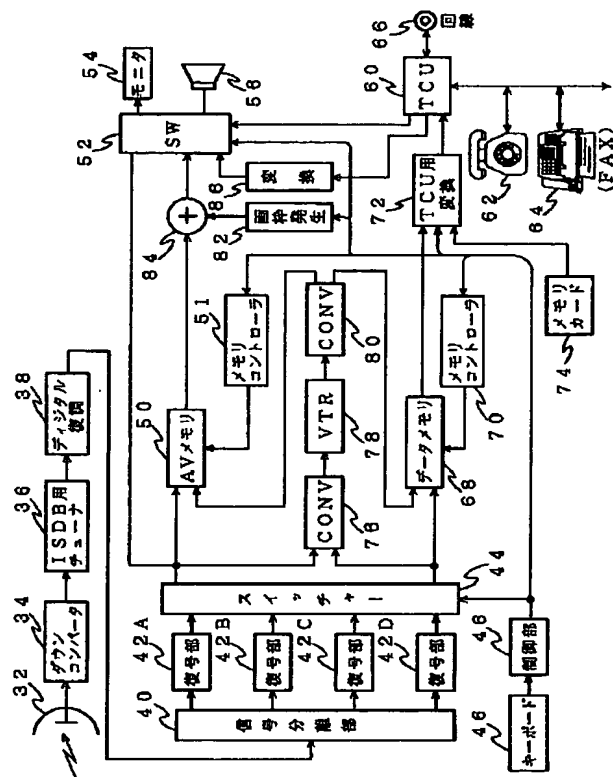 32
34
ダウン
コンバータ
36
ISDB用
チューナ
38
ディジタル
復調
40
信号分離部
42A
復号部
42B
復号部
42C
復号部
42D
復号部
44
スイッチャー
46
キーボード
48
制御部
50
AVメモリ
51
メモリ
コントローラ
52
SW
54
モニタ
56
60
TCU
62
64
(FAX)
66
回線
68
データメモリ
70
メモリ
コントローラ
72
TCU用
変換
74
メモリ
カード
76
CONV
78
VTR
80
CONV
82
画枠発生
84
+
86
変換